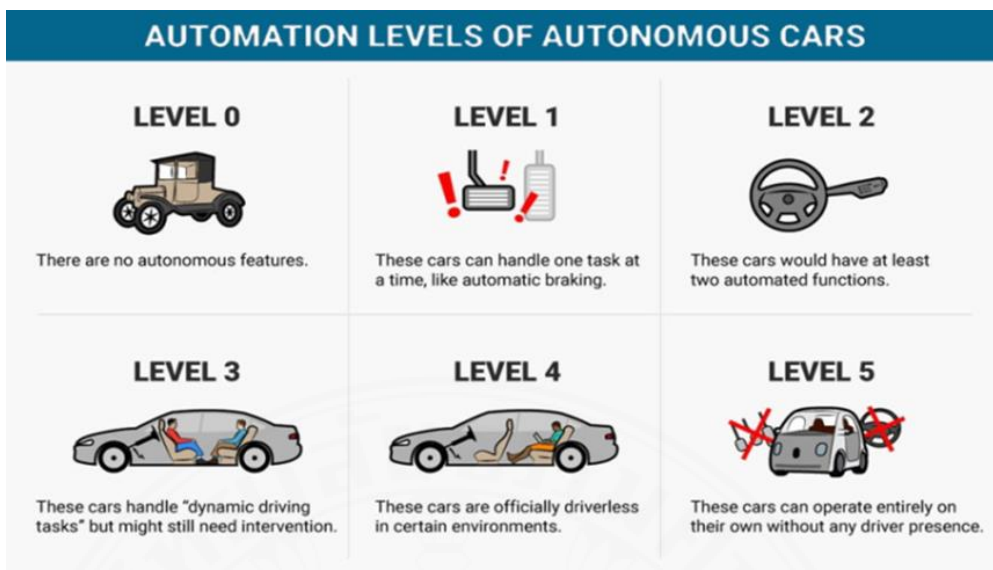 AUTOMATION LEVELS OF AUTONOMOUS CARS
LEVEL 0
There are no autonomous features.
LEVEL 1
These cars can handle one task at
a time, like automatic braking.
LEVEL 2
These cars would have at least
two automated functions.
LEVEL 3
These cars handle “dynamic driving
tasks” but might still need intervention.
LEVEL 4
These cars are officially driverless
in certain environments.
LEVEL 5
These cars can operate entirely on
their own without any driver presence.